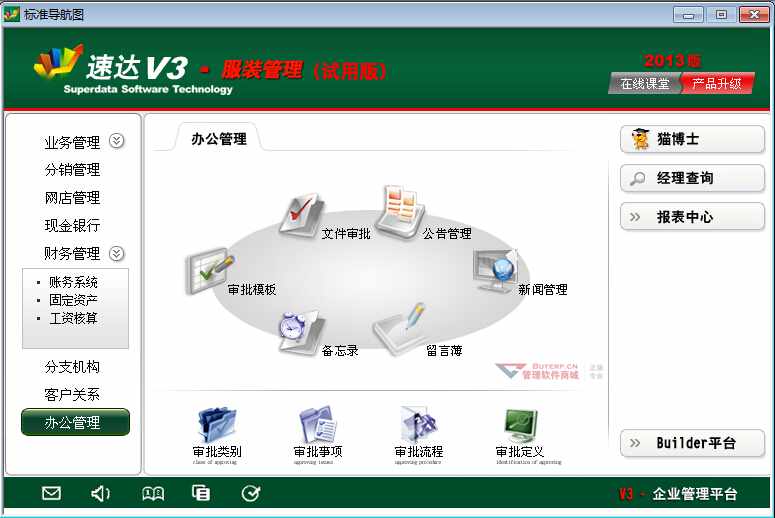 标准导航图
速达V3 - 服装管理（试用版）
Superdata Software Technology
2013版
在线课堂 产品升级
业务管理
分销管理
网店管理
现金银行
财务管理
账务系统
固定资产
工资核算
分支机构
客户关系
办公管理
办公管理
文件审批
公告管理
审批模板
新闻管理
备忘录
留言簿
BUYERP.CN
管理软件商城
正版
专业
审批类别
class of approving
审批事项
approving issues
审批流程
approving procedure
审批定义
identification of approving
猫博士
经理查询
报表中心
Builder平台
V3 - 企业管理平台